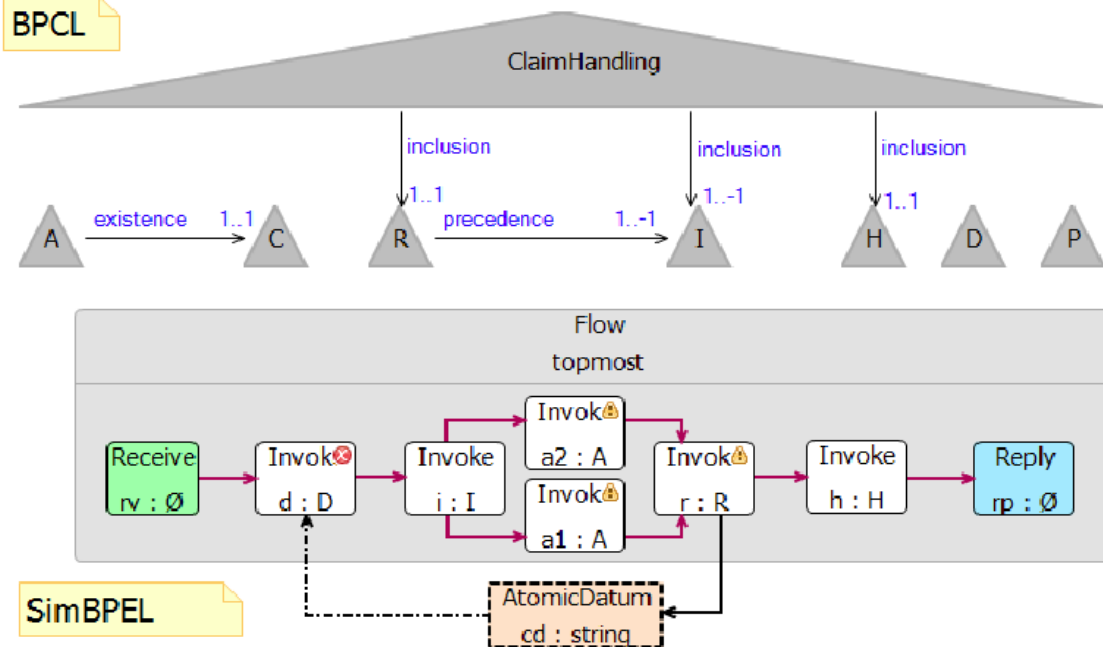 BPCL
ClaimHandling
inclusion
inclusion
inclusion
1..1
1..-1
1..1
existence
1..1
precedence
1..-1
A
C
R
I
H
D
P
Flow
topmost
Receive
rv : Ø
Invok
d : D
Invoke
i : I
Invok
a2 : A
Invok
a1 : A
Invok
r : R
Invoke
h : H
Reply
rp : Ø
SimBPEL
AtomicDatum
cd : string